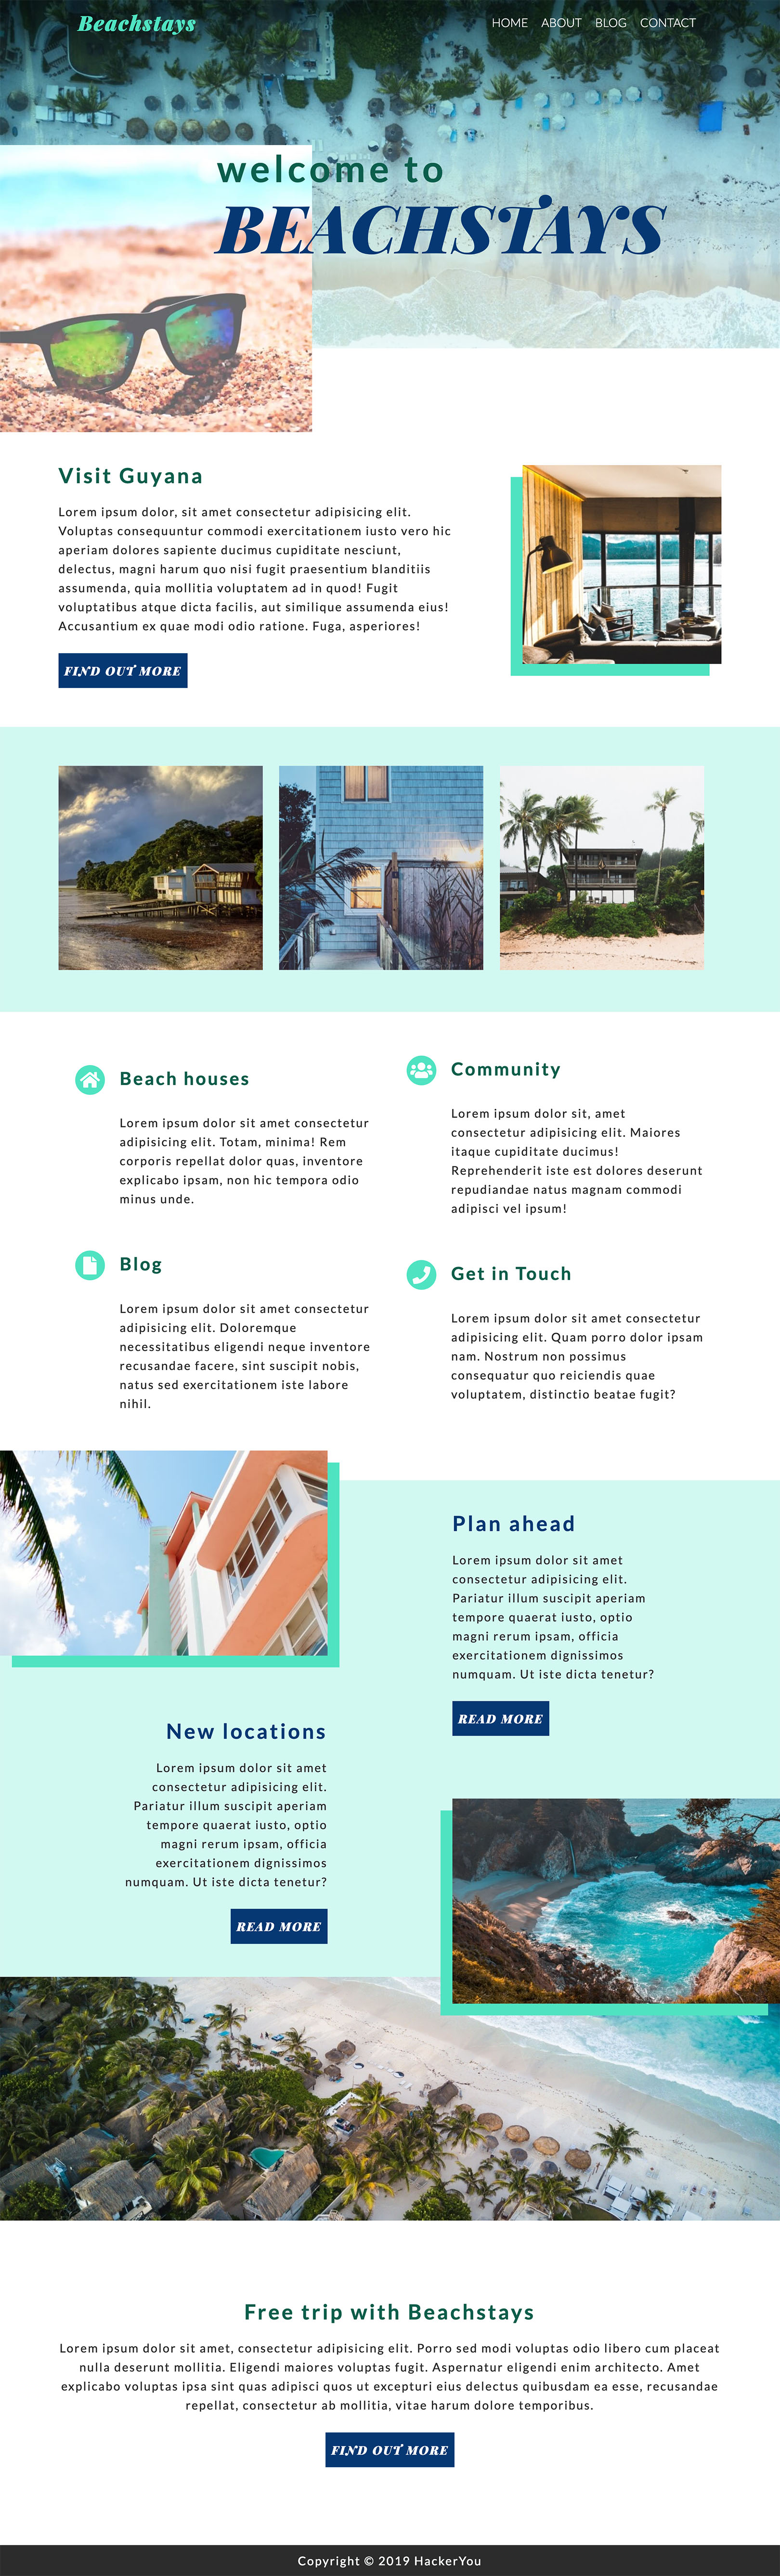 Beachstays
HOME ABOUT BLOG CONTACT
welcome to
BEACHSTAYS
Visit Guyana
Lorem ipsum dolor, sit amet consectetur adipisicing elit.
Voluptas consequuntur commodi exercitationem iusto vero hic
aperiam dolores sapiente ducimus cupiditate nesciunt,
delectus, magni harum quo nisi fugit praesentium blanditiis
assumenda, quia mollitia voluptatem ad in quod! Fugit
voluptatibus atque dicta facilis, aut similique assumenda eius!
Accusantium ex quae modi odio ratione. Fuga, asperiores!
FIND OUT MORE
Beach houses
Lorem ipsum dolor sit amet consectetur
adipisicing elit. Totam, minima! Rem
corporis repellat dolor quas, inventore
explicabo ipsam, non hic tempora odio
minus unde.
Community
Lorem ipsum dolor sit, amet
consectetur adipisicing elit. Maiores
itaque cupiditate ducimus!
Reprehenderit iste est dolores deserunt
repudiandae natus magnam commodi
adipisci vel ipsum!
Blog
Lorem ipsum dolor sit amet consectetur
adipisicing elit. Doloremque
necessitatibus eligendi neque inventore
recusandae facere, sint suscipit nobis,
natus sed exercitationem iste labore
nihil.
Get in Touch
Lorem ipsum dolor sit amet consectetur
adipisicing elit. Quam porro dolor ipsam
nam. Nostrum non possimus
consequatur quo reiciendis quae
voluptatem, distinctio beatae fugit?
Plan ahead
Lorem ipsum dolor sit amet
consectetur adipisicing elit.
Pariatur illum suscipit aperiam
tempore quaerat iusto, optio
magni rerum ipsam, officia
exercitationem dignissimos
numquam. Ut iste dicta tenetur?
READ MORE
New locations
Lorem ipsum dolor sit amet
consectetur adipisicing elit.
Pariatur illum suscipit aperiam
tempore quaerat iusto, optio
magni rerum ipsam, officia
exercitationem dignissimos
numquam. Ut iste dicta tenetur?
READ MORE
Free trip with Beachstays
Lorem ipsum dolor sit amet, consectetur adipisicing elit. Porro sed modi voluptas odio libero cum placeat
nulla deserunt mollitia. Eligendi maiores voluptas fugit. Aspernatur eligendi enim architecto. Amet
explicabo voluptas ipsa sint quas adipisci quos ut excepturi eius delectus quibusdam ea esse, recusandae
repellat, consectetur ab mollitia, vitae harum dolore temporibus.
FIND OUT MORE
Copyright © 2019 HackerYou